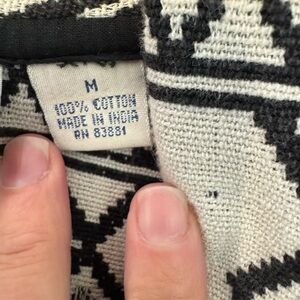 M
100% COTTON
MADE IN INDIA
RN 83881